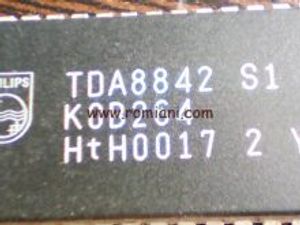 PHILIPS
TDA8842 S1
www.romiani.com
HtH0017 2 Y